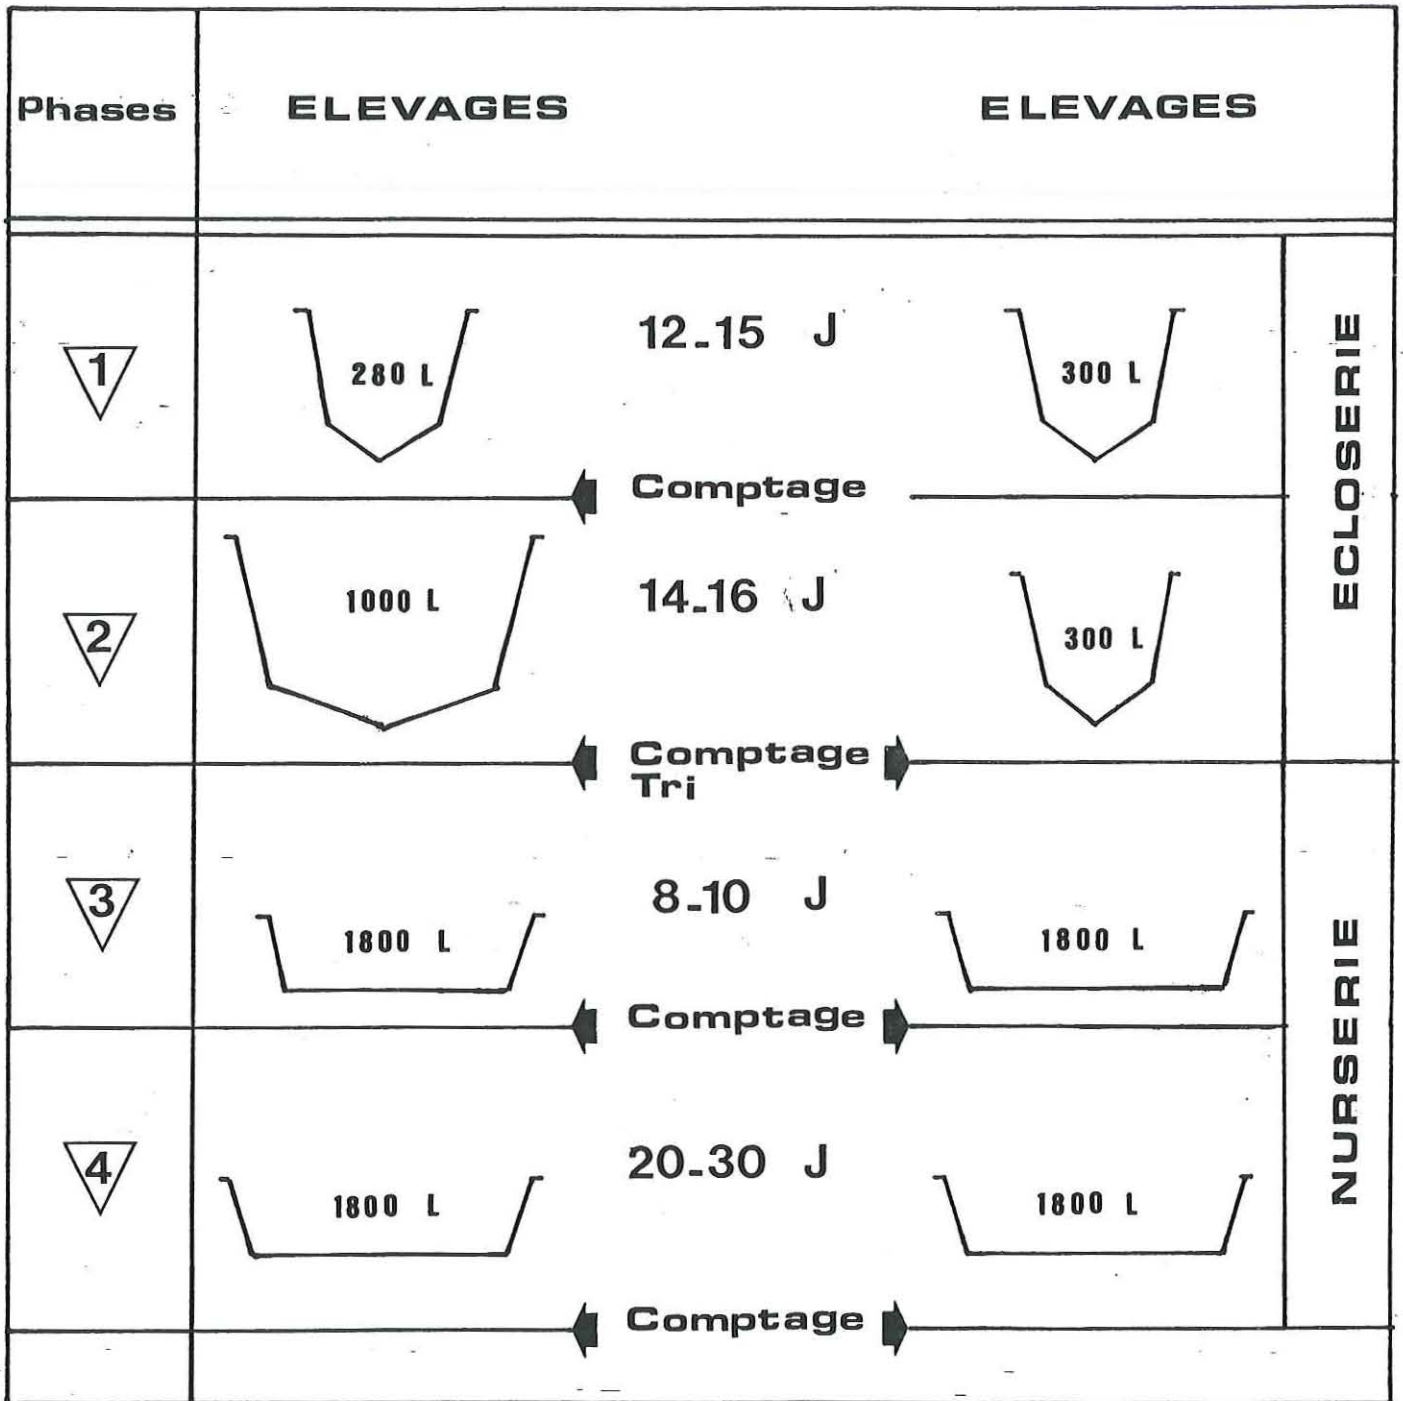 Phases ELEVAGES ELEVAGES
1 280 L 12-15 J 300 L
Comptage
2 1000 L 14-16 J 300 L
Comptage
Tri
ECLOSERIE
3 1800 L 8-10 J 1800 L
Comptage
4 1800 L 20-30 J 1800 L
Comptage
NURSERIE